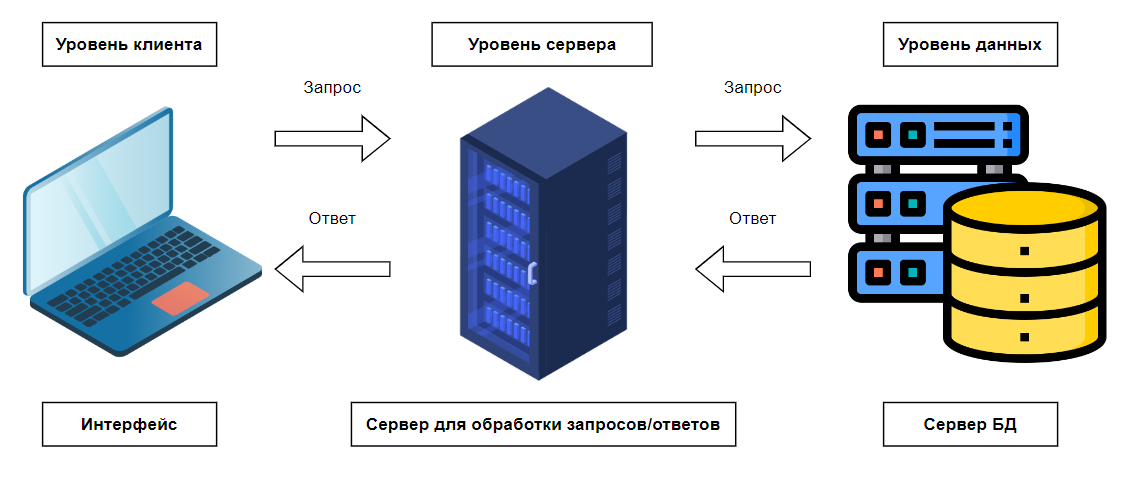 Уровень клиента
Уровень сервера
Уровень данных
Запрос
Запрос
Ответ
Ответ
Интерфейс
Сервер для обработки запросов/ответов
Сервер БД